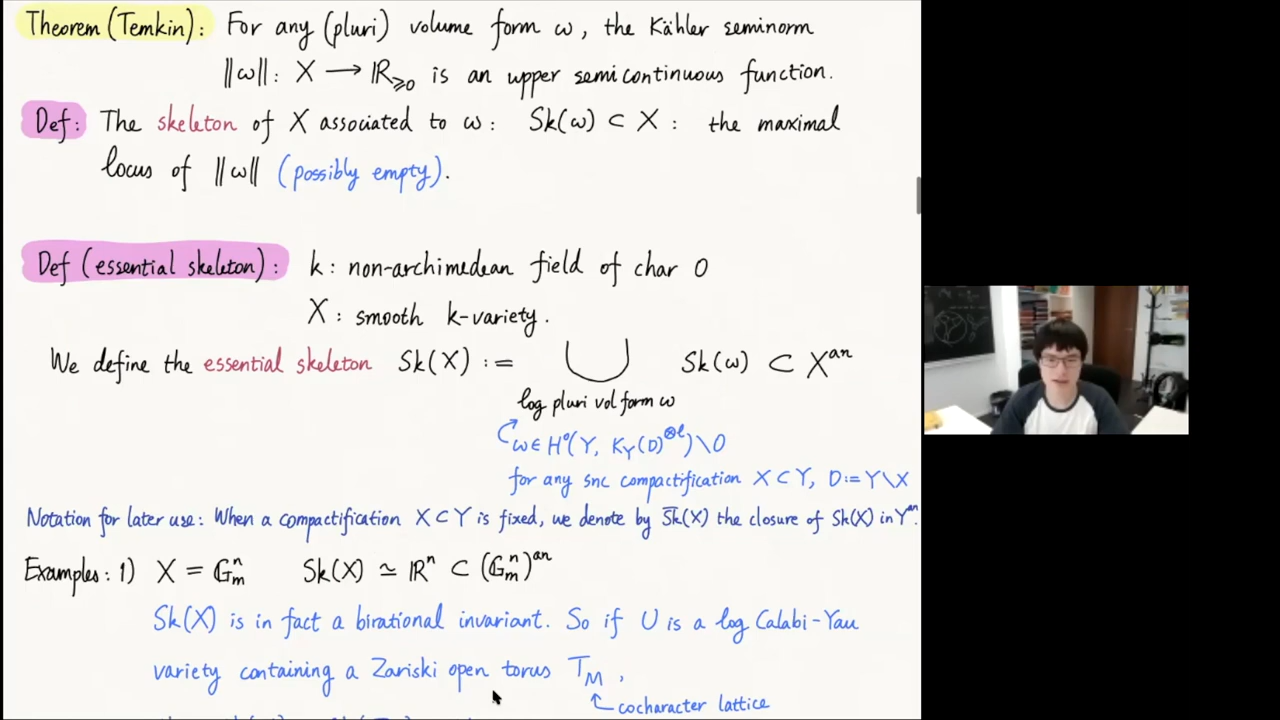 Theorem (Temkin): For any (pluri) volume form ω, the Kähler seminorm
‖ω‖: X ⟶ ℝ≥0 is an upper semicontinuous function.
Def: The skeleton of X associated to ω: Sk(ω) ⊂ X: the maximal
locus of ‖ω‖ (possibly empty).
Def (essential skeleton): k: non-archimedean field of char 0
X: smooth k-variety.
We define the essential skeleton Sk(X) := ⋃ Sk(ω) ⊂ X^an
log pluri vol form ω
ω ∈ H⁰(Y, K_Y(D)^⊗ℓ)\0
for any snc compactification X ⊂ Y, D := Y\X
Notation for later use: When a compactification X ⊂ Y is fixed, we denote by S̅k(X) the closure of Sk(X) in Y^an.
Examples: 1) X = 𝔾_m^n Sk(X) ≃ ℝ^n ⊂ (𝔾_m^n)^an
Sk(X) is in fact a birational invariant. So if U is a log Calabi-Yau
variety containing a Zariski open torus T_M,
cocharacter lattice